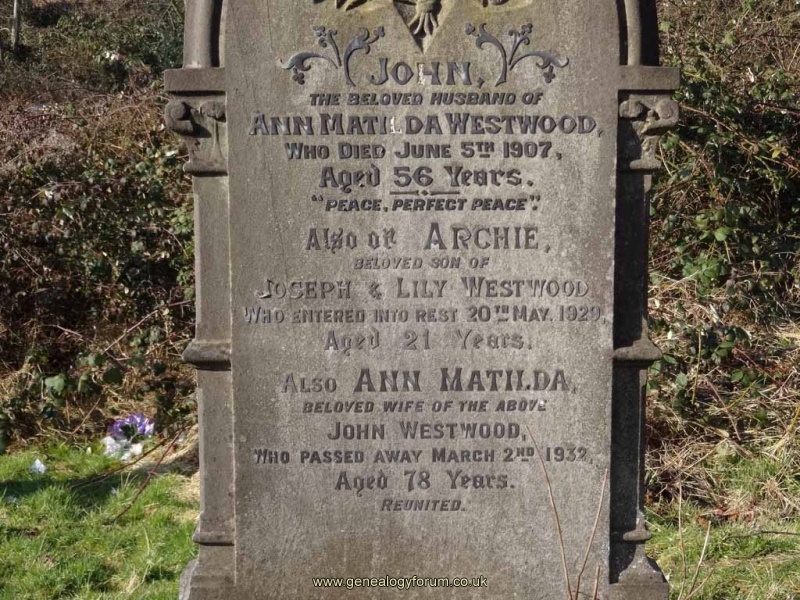 JOHN,
THE BELOVED HUSBAND OF
ANN MATILDA WESTWOOD,
WHO DIED JUNE 5TH 1907,
Aged 56 Years.
"PEACE, PERFECT PEACE".
Also of ARCHIE,
BELOVED SON OF
JOSEPH & LILY WESTWOOD
WHO ENTERED INTO REST 20TH MAY, 1929,
Aged 21 Years.
ALSO ANN MATILDA,
BELOVED WIFE OF THE ABOVE
JOHN WESTWOOD,
WHO PASSED AWAY MARCH 2ND 1932,
Aged 78 Years.
REUNITED.
www.genealogyforum.co.uk